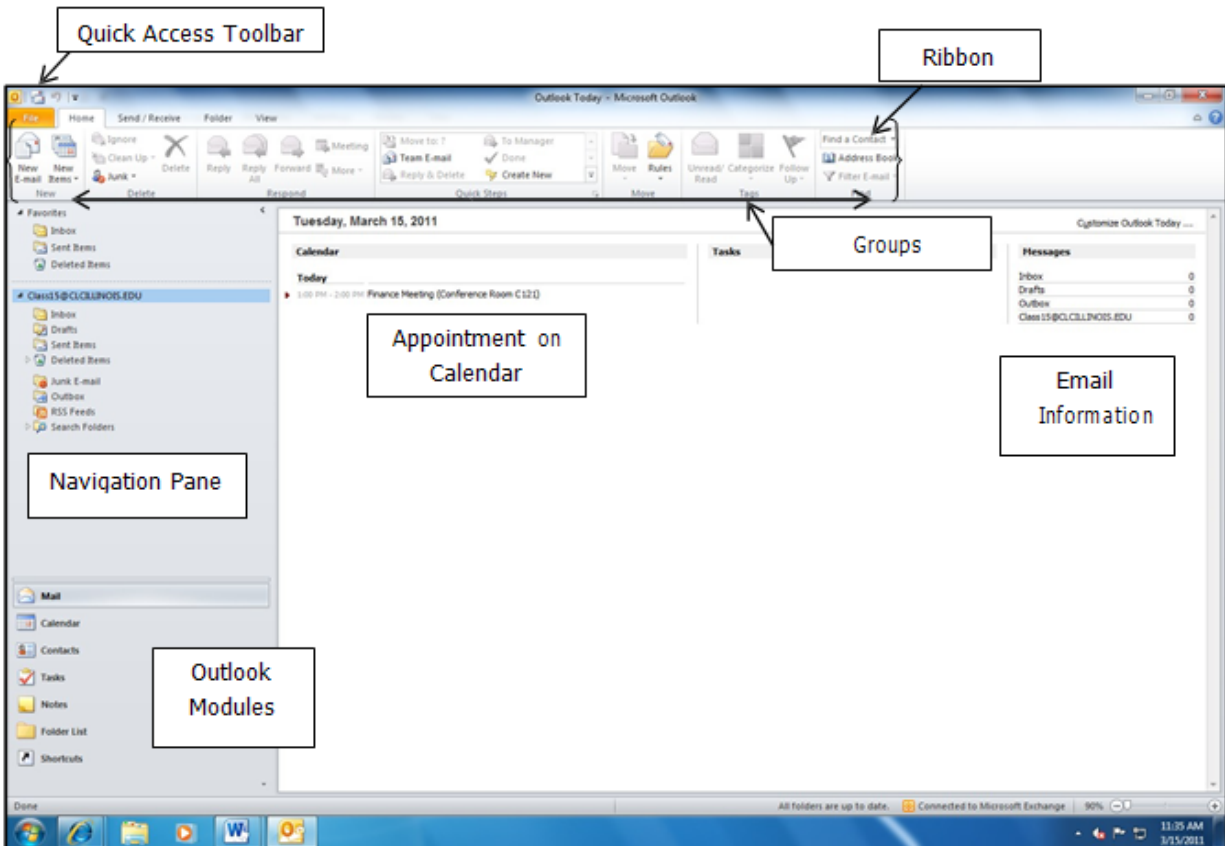 Quick Access Toolbar
Ribbon
Outlook Today - Microsoft Outlook
File Home Send / Receive Folder View
New E-mail
New Items
New
Ignore
Clean Up
Junk
Delete
Delete
Reply
Reply All
Forward
Meeting
More
Respond
Move to: ?
Team E-mail
Reply & Delete
To Manager
Done
Create New
Quick Steps
Move
Rules
Move
Unread/ Read
Categorize
Follow Up
Tags
Find a Contact
Address Book
Filter E-mail
Groups
Favorites
Inbox
Sent Items
Deleted Items
Class15@CLCILLINOIS.EDU
Inbox
Drafts
Sent Items
Deleted Items
Junk E-mail
Outbox
RSS Feeds
Search Folders
Navigation Pane
Mail
Calendar
Contacts
Tasks
Notes
Folder List
Shortcuts
Outlook
Modules
Tuesday, March 15, 2011
Customize Outlook Today ....
Calendar
Today
1:00 PM - 2:00 PM Finance Meeting (Conference Room C121)
Appointment on
Calendar
Tasks
Messages
Inbox 0
Drafts 0
Outbox 0
Class15@CLCILLINOIS.EDU 0
Email
Information
Done
All folders are up to date. Connected to Microsoft Exchange 90%
11:35 AM
3/15/2011